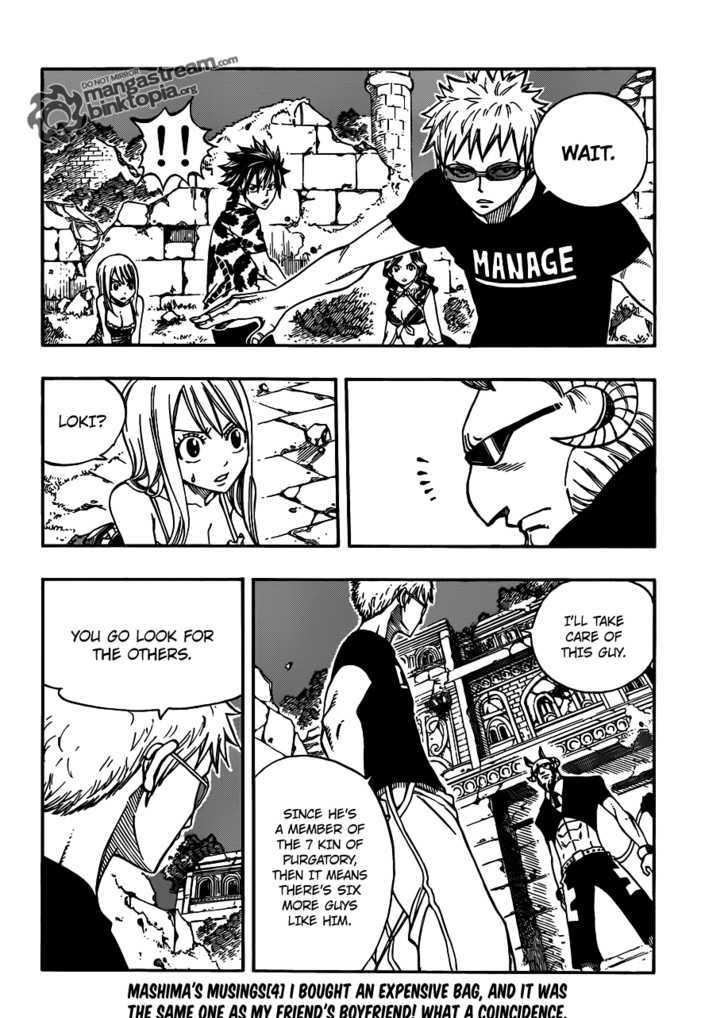 DO NOT MIRROR
mangastream.com
binktopia.org
!!
WAIT.
MANAGE
LOKI?
YOU GO LOOK FOR
THE OTHERS.
I'LL TAKE
CARE OF
THIS GUY.
SINCE HE'S
A MEMBER OF
THE 7 KIN OF
PURGATORY,
THEN IT MEANS
THERE'S SIX
MORE GUYS
LIKE HIM.
MASHIMA'S MUSINGS[4] I BOUGHT AN EXPENSIVE BAG, AND IT WAS
THE SAME ONE AS MY FRIEND'S BOYFRIEND! WHAT A COINCIDENCE.